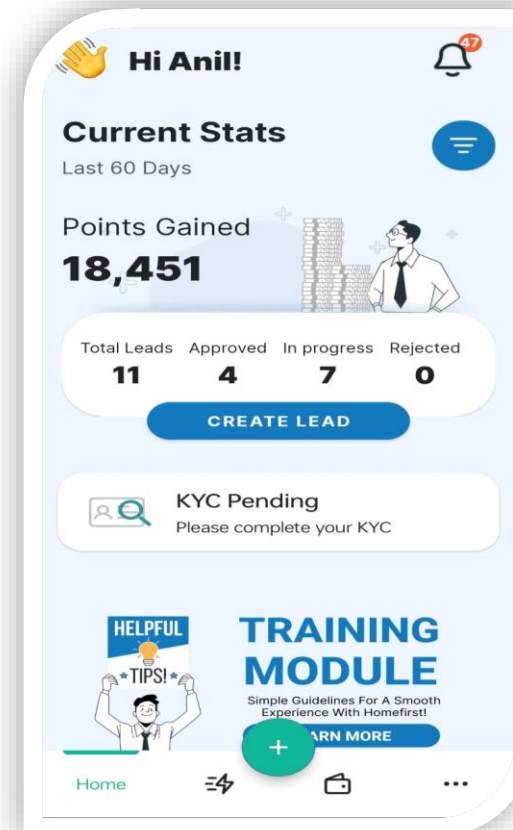 Hi Anil!
47
Current Stats
Last 60 Days
Points Gained
18,451
Total Leads Approved In progress Rejected
11 4 7 0
CREATE LEAD
KYC Pending
Please complete your KYC
HELPFUL
TIPS!
TRAINING
MODULE
Simple Guidelines For A Smooth
Experience With Homefirst!
ARN MORE
+
Home